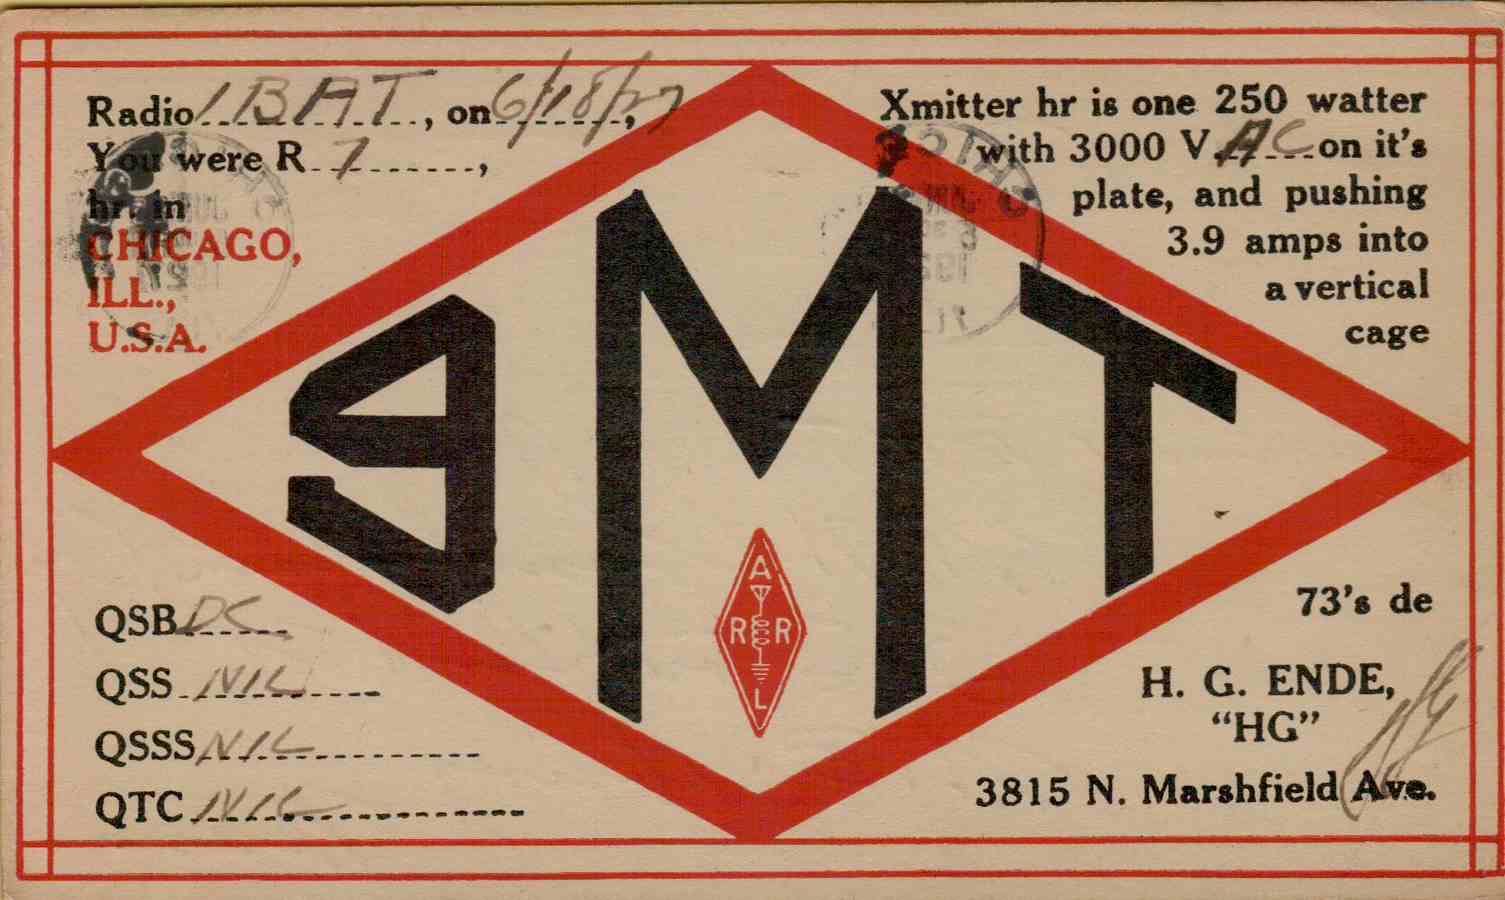 Radio 1BAT, on 6/18/27,
You were R 7,
hr. in
CHICAGO,
ILL.,
U.S.A.
Xmitter hr is one 250 watter
with 3000 V. AC on it's
plate, and pushing
3.9 amps into
a vertical
cage
9MT
A
R R
L
QSB DC
QSS NIL
QSSS NIL
QTC NIL
73's de
H. G. ENDE,
"HG"
3815 N. Marshfield Ave.